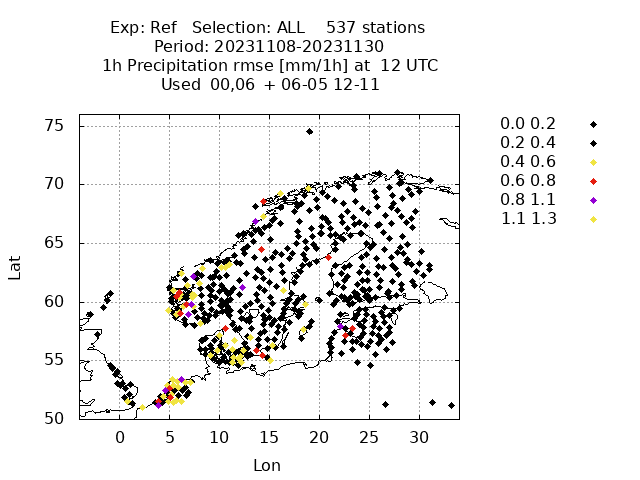 Exp: Ref   Selection: ALL    537 stations
Period: 20231108-20231130
1h Precipitation rmse [mm/1h] at  12 UTC
Used  00,06  + 06-05 12-11
0.0 0.2
0.2 0.4
0.4 0.6
0.6 0.8
0.8 1.1
1.1 1.3
75
70
65
60
55
50
Lat
0 5 10 15 20 25 30
Lon